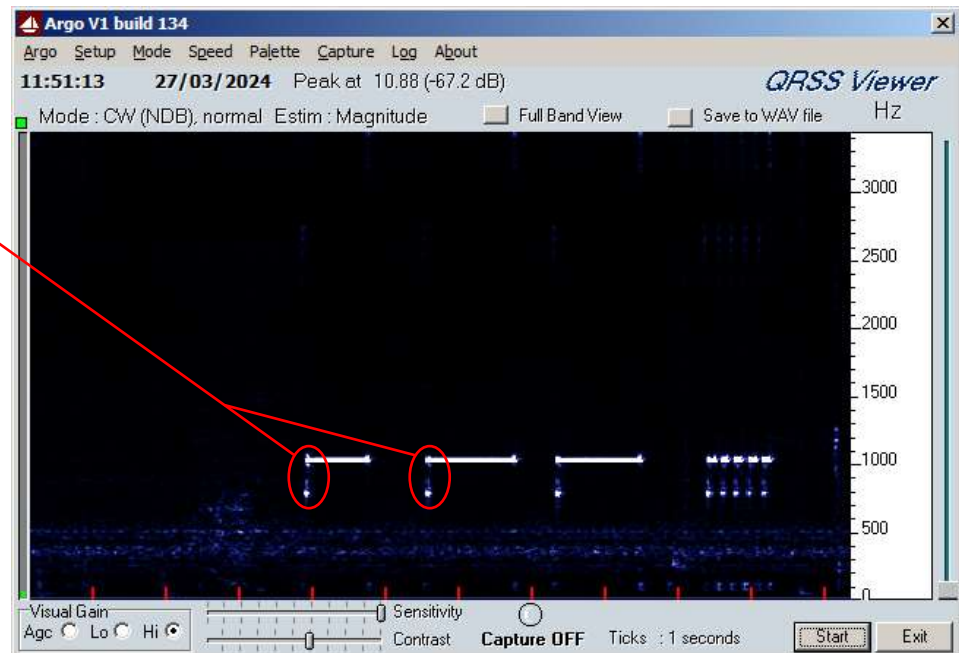 Argo V1 build 134
Argo Setup Mode Speed Palette Capture Log About
11:51:13 27/03/2024 Peak at 10.88 (-67.2 dB) QRSS Viewer
Mode : CW (NDB), normal Estim : Magnitude Full Band View Save to WAV file Hz
3000
2500
2000
1500
1000
500
0
Visual Gain Sensitivity
Agc Lo Hi Contrast Capture OFF Ticks : 1 seconds Start Exit